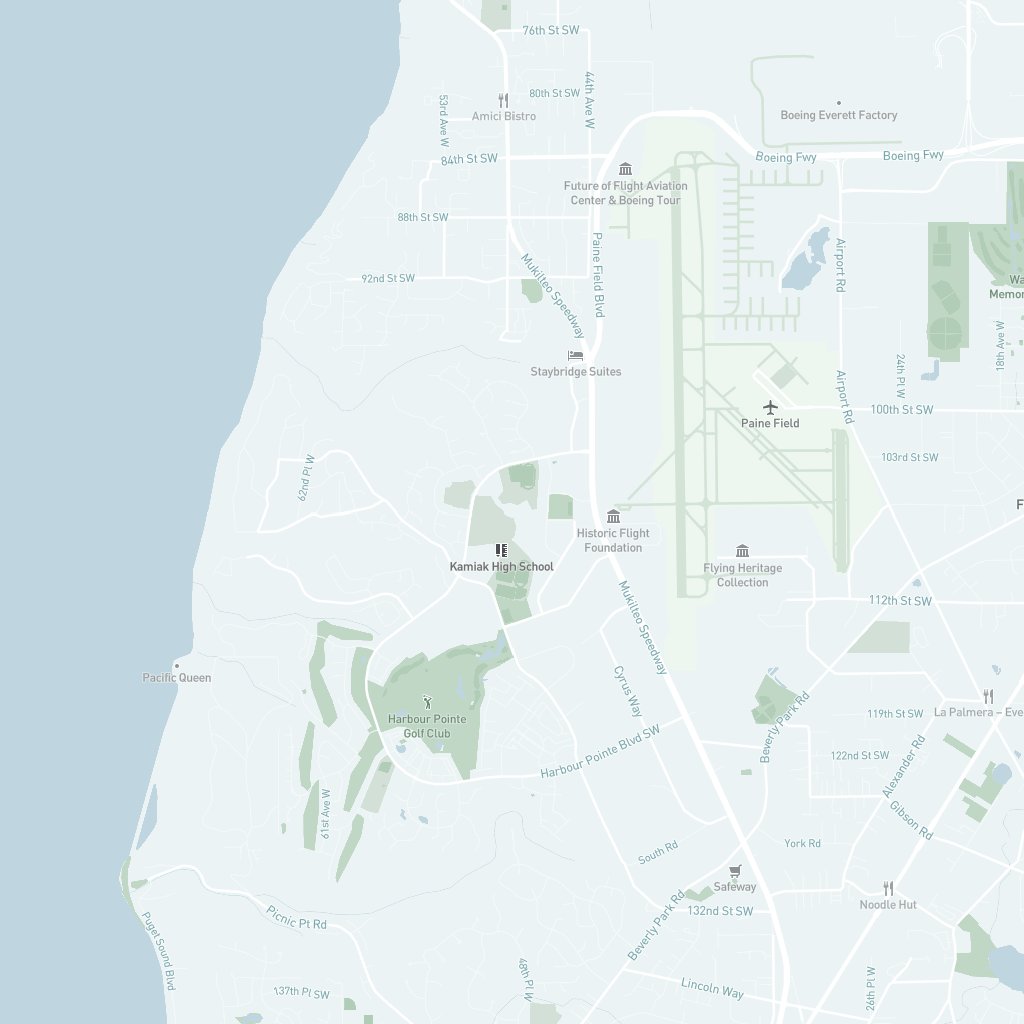 76th St SW
44th Ave W
53rd Ave W
80th St SW
Amici Bistro
Boeing Everett Factory
84th St SW
Boeing Fwy
Boeing Fwy
Future of Flight Aviation
Center & Boeing Tour
88th St SW
Paine Field Blvd
Mukilteo Speedway
Airport Rd
92nd St SW
Wa
Memor
18th Ave W
24th Pl W
Staybridge Suites
Airport Rd
100th St SW
Paine Field
103rd St SW
62nd Pl W
F
Historic Flight
Foundation
Kamiak High School
Flying Heritage
Collection
112th St SW
Mukilteo Speedway
Pacific Queen
Cyrus Way
Harbour Pointe
Golf Club
Beverly Park Rd
119th St SW
La Palmera – Eve
122nd St SW
Harbour Pointe Blvd SW
Alexander Rd
61st Ave W
Gibson Rd
South Rd
York Rd
Safeway
Noodle Hut
132nd St SW
Beverly Park Rd
Picnic Pt Rd
Puget Sound Blvd
48th Pl W
137th Pl SW
Lincoln Way
26th Pl W